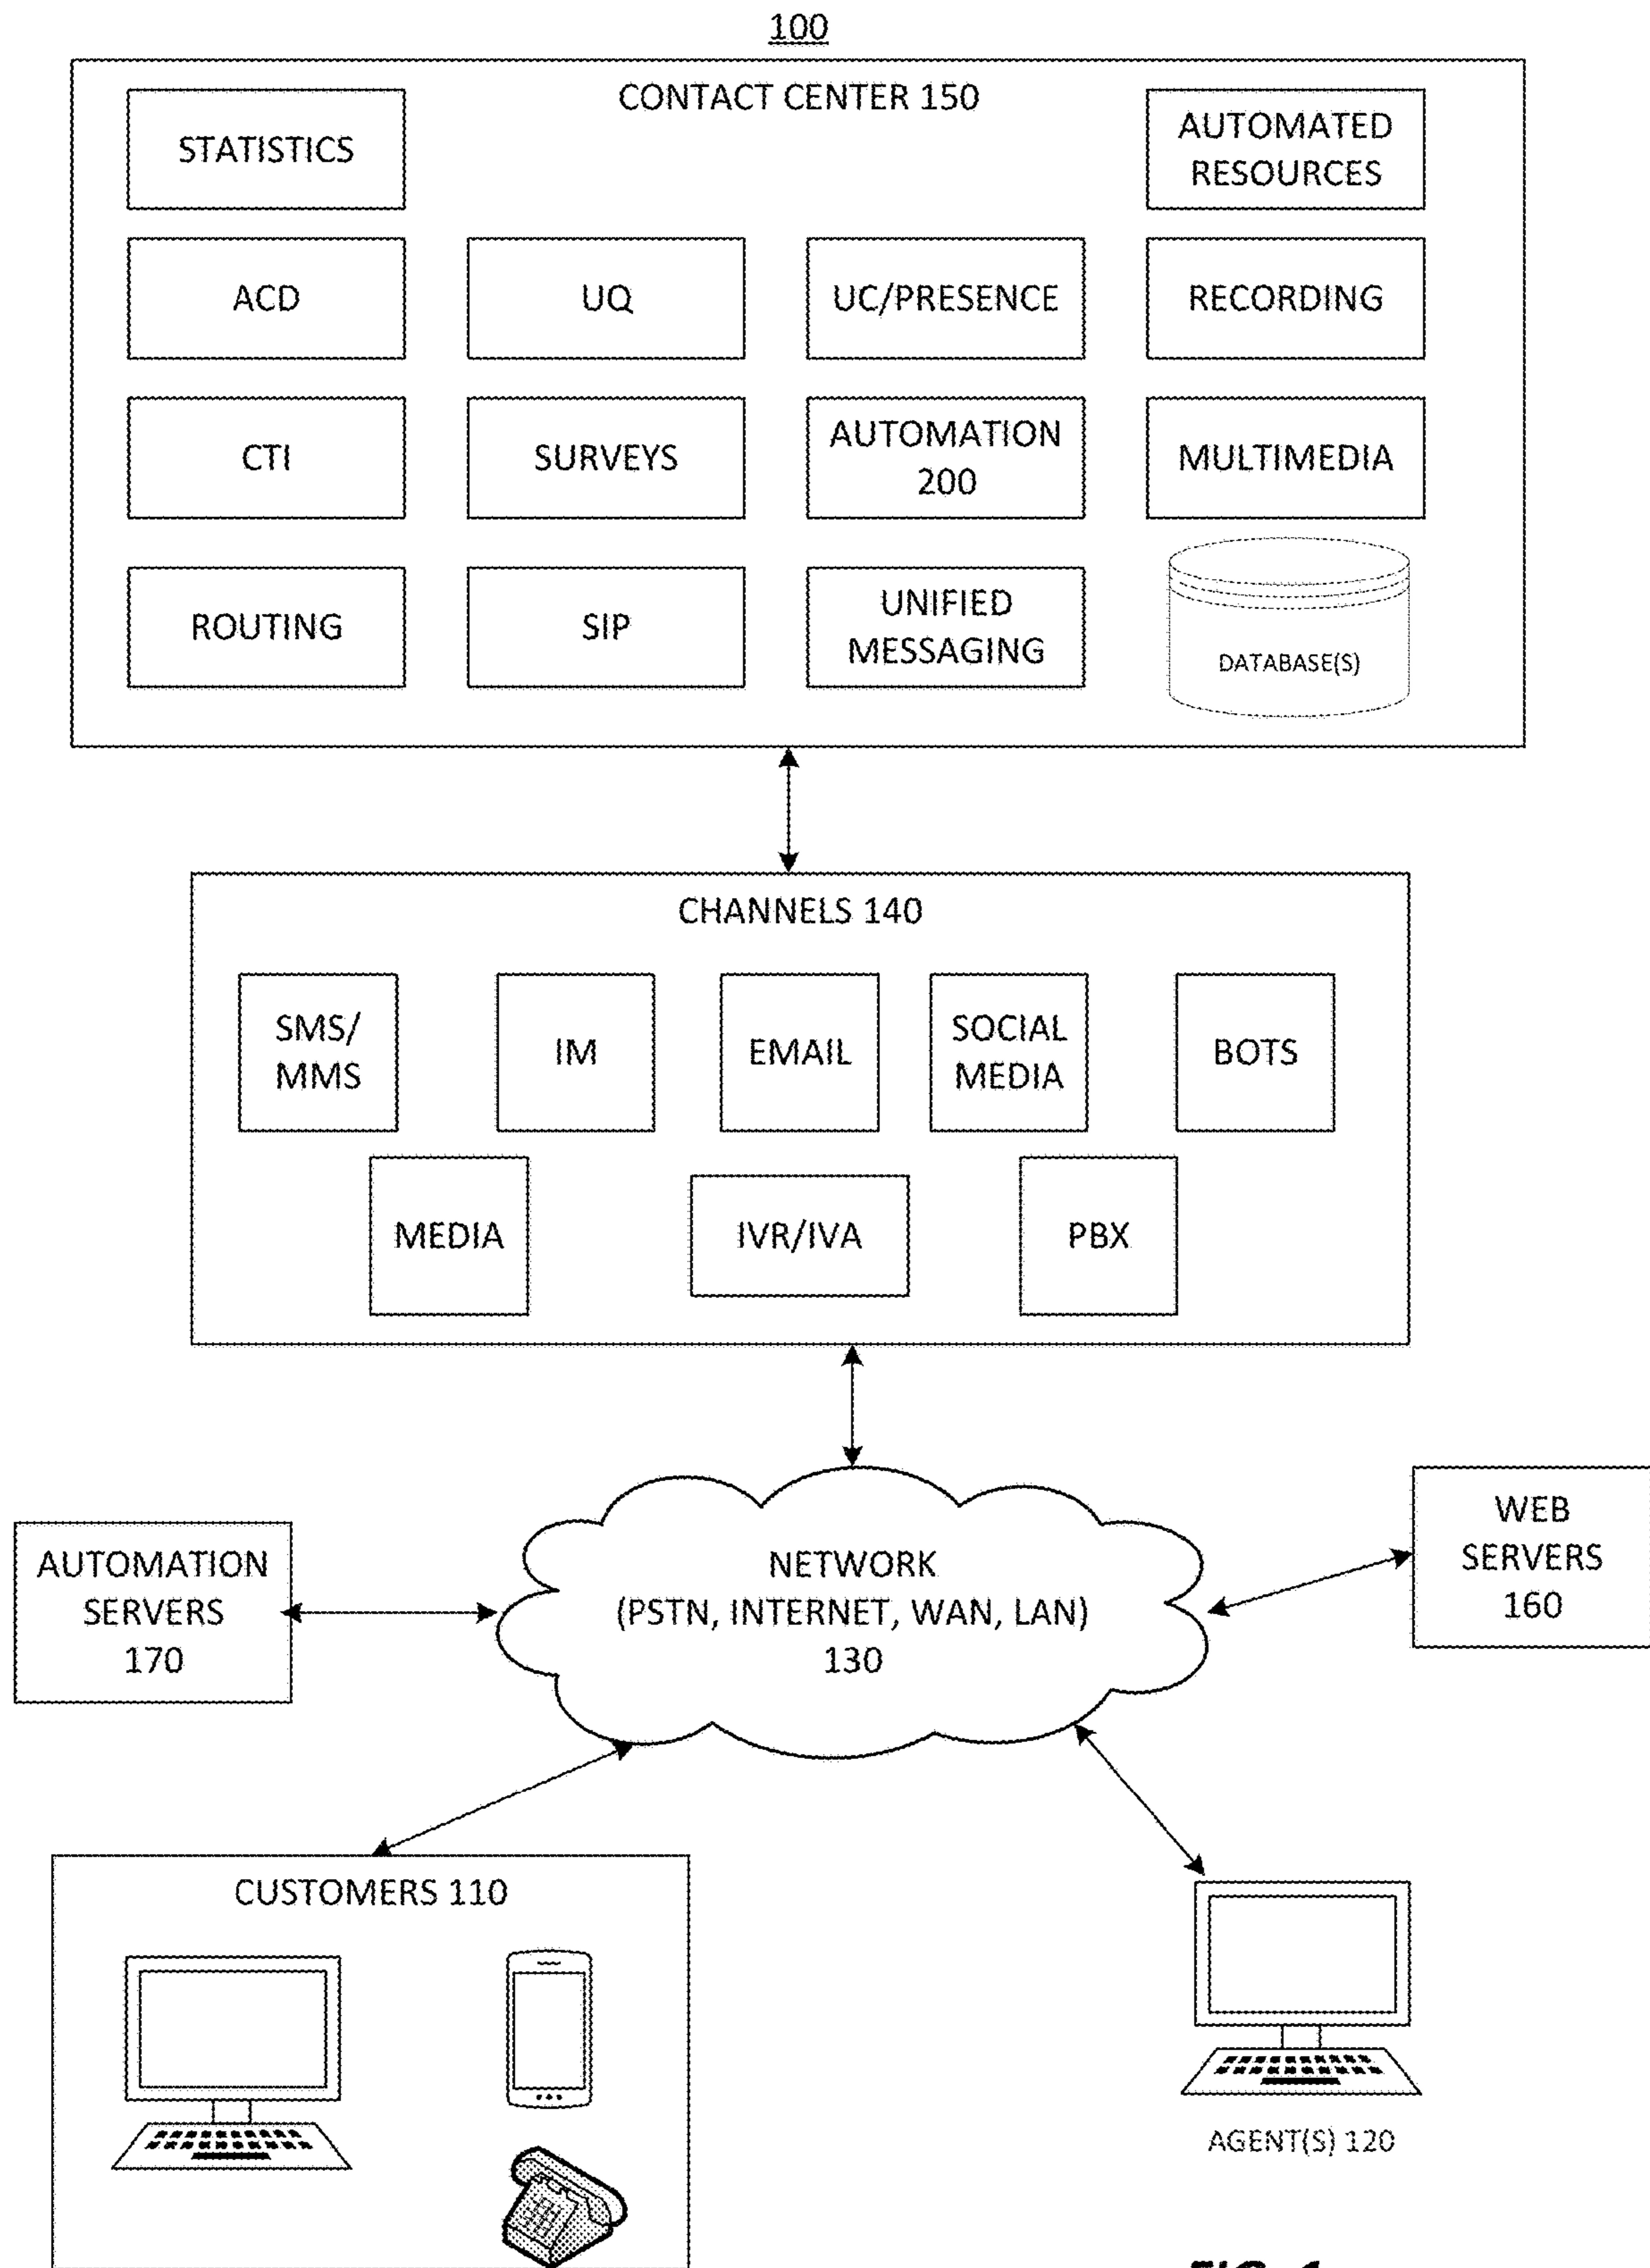 100
CONTACT CENTER 150
STATISTICS
AUTOMATED
RESOURCES
ACD
UQ
UC/PRESENCE
RECORDING
CTI
SURVEYS
AUTOMATION
200
MULTIMEDIA
ROUTING
SIP
UNIFIED
MESSAGING
DATABASE(S)
CHANNELS 140
SMS/
MMS
IM
EMAIL
SOCIAL
MEDIA
BOTS
MEDIA
IVR/IVA
PBX
NETWORK
(PSTN, INTERNET, WAN, LAN)
130
AUTOMATION
SERVERS
170
WEB
SERVERS
160
CUSTOMERS 110
AGENT(S) 120